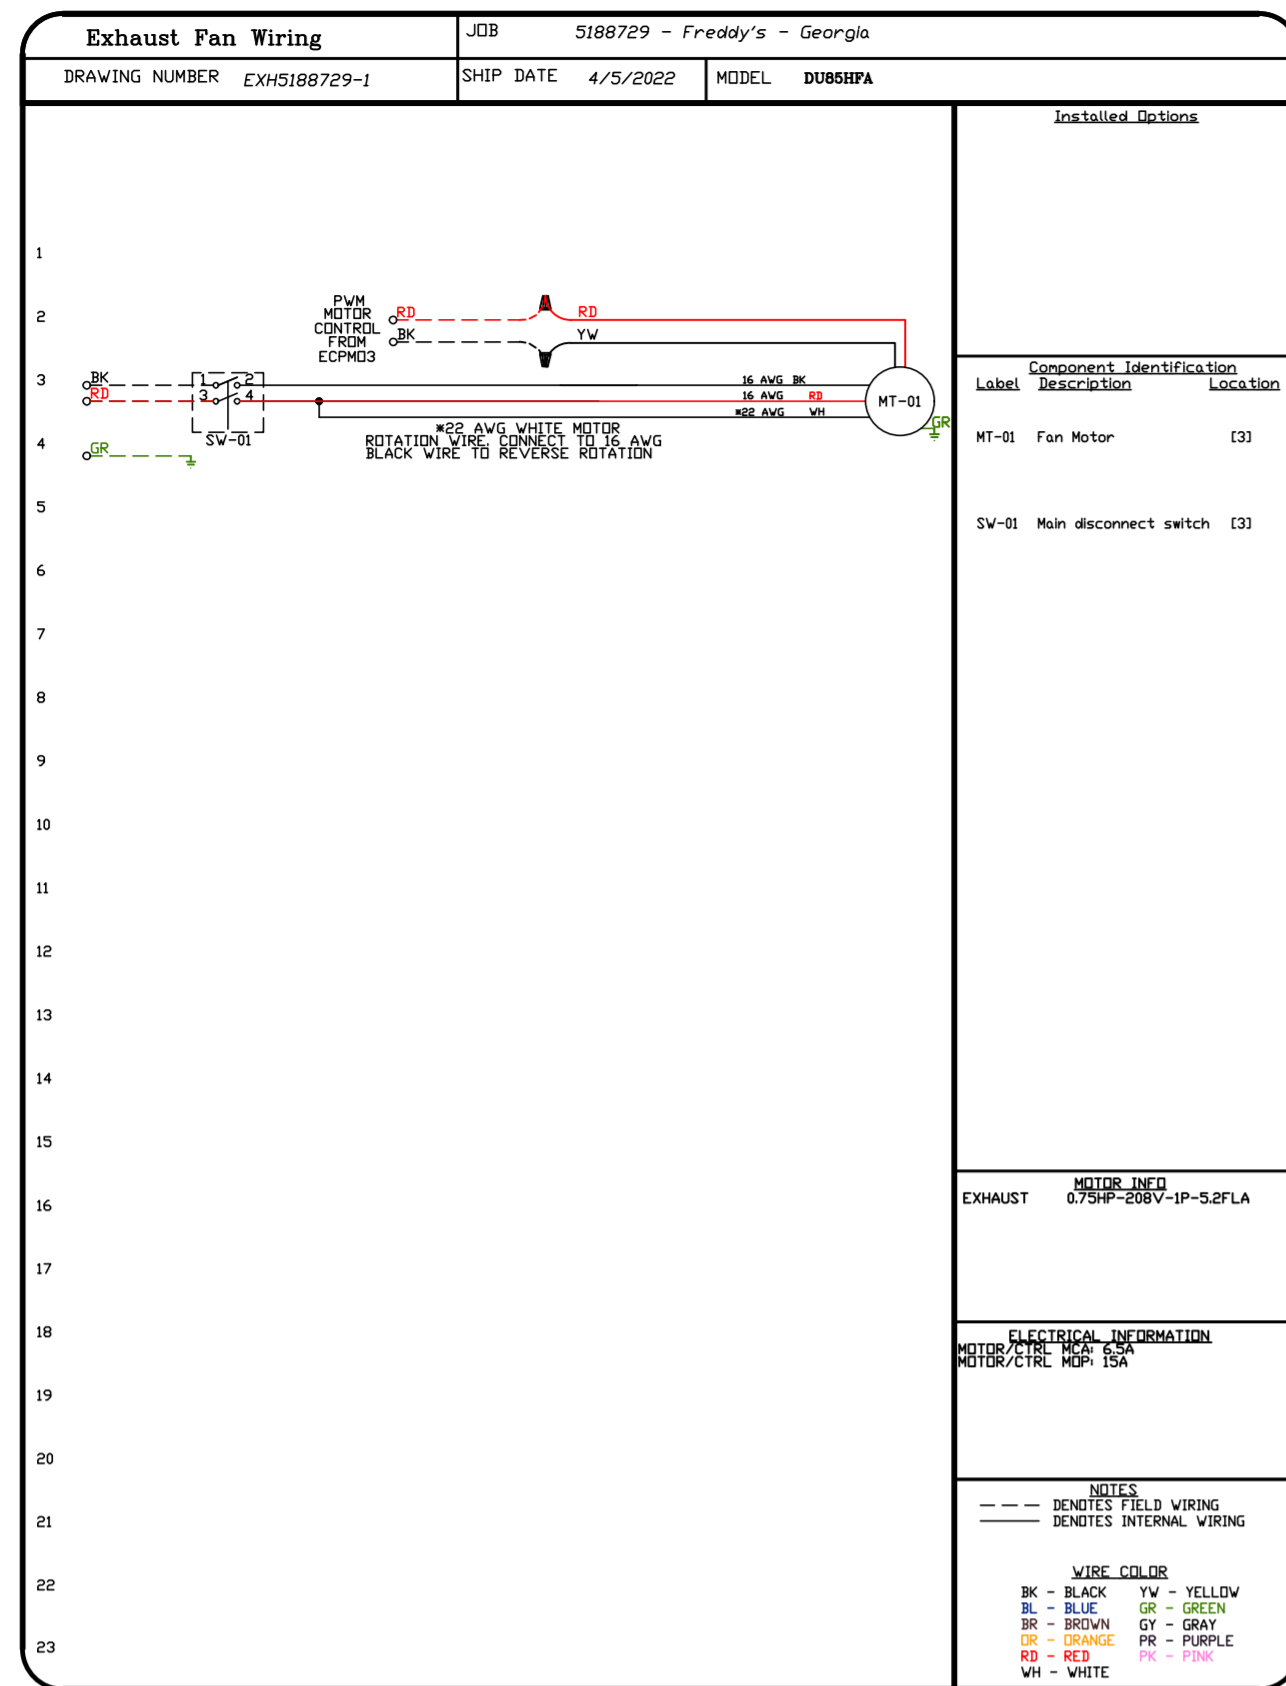 Exhaust Fan Wiring
JOB 5188729 - Freddy's - Georgia
DRAWING NUMBER EXH5188729-1
SHIP DATE 4/5/2022
MODEL DU85HFA
Installed Options
1
2
PWM
MOTOR
CONTROL
FROM
ECPM03
RD
BK
RD
YW
3
BK
RD
1 2
3 4
SW-01
16 AWG BK
16 AWG RD
*22 AWG WH
MT-01
GR
*22 AWG WHITE MOTOR
ROTATION WIRE. CONNECT TO 16 AWG
BLACK WIRE TO REVERSE ROTATION
4
GR
5
6
7
8
9
10
11
12
13
14
15
16
17
18
19
20
21
22
23
Component Identification
Label Description Location
MT-01 Fan Motor [3]
SW-01 Main disconnect switch [3]
MOTOR INFO
EXHAUST 0.75HP-208V-1P-5.2FLA
ELECTRICAL INFORMATION
MOTOR/CTRL MCA: 6.5A
MOTOR/CTRL MOP: 15A
NOTES
DENOTES FIELD WIRING
DENOTES INTERNAL WIRING
WIRE COLOR
BK - BLACK YW - YELLOW
BL - BLUE GR - GREEN
BR - BROWN GY - GRAY
OR - ORANGE PR - PURPLE
RD - RED PK - PINK
WH - WHITE